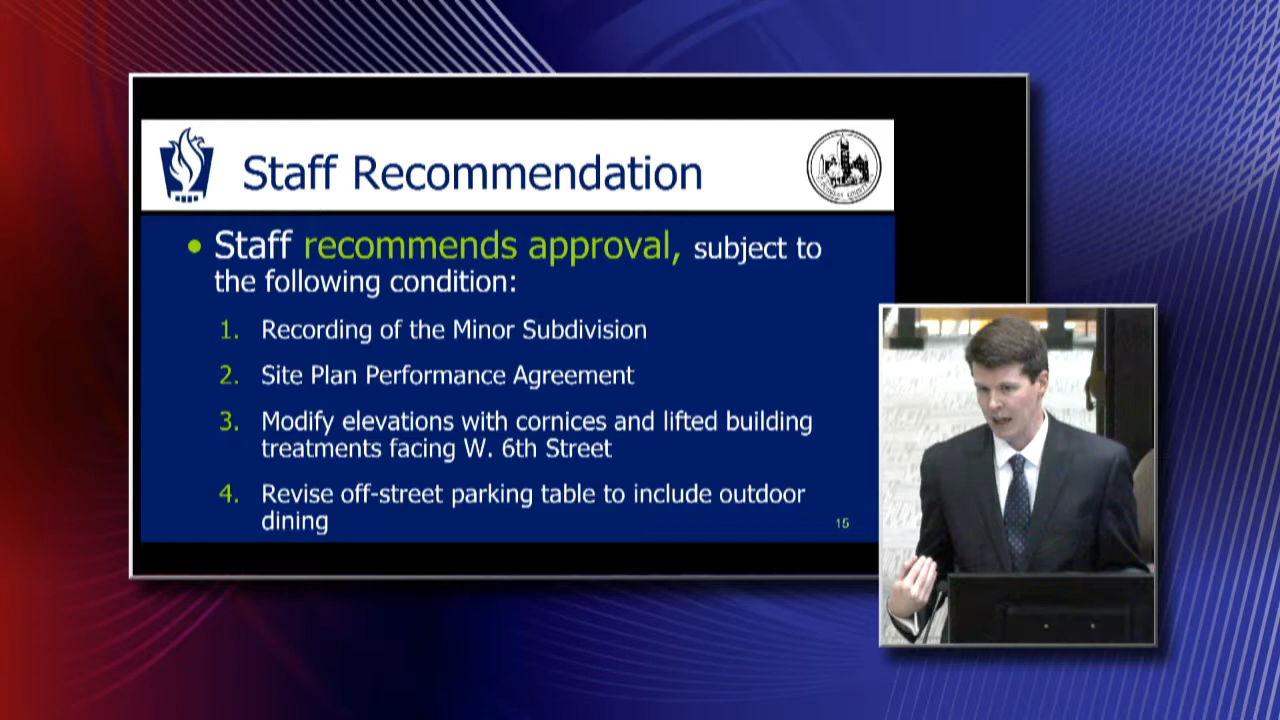 Staff Recommendation
• Staff recommends approval, subject to
the following condition:
1. Recording of the Minor Subdivision
2. Site Plan Performance Agreement
3. Modify elevations with cornices and lifted building
treatments facing W. 6th Street
4. Revise off-street parking table to include outdoor
dining
15